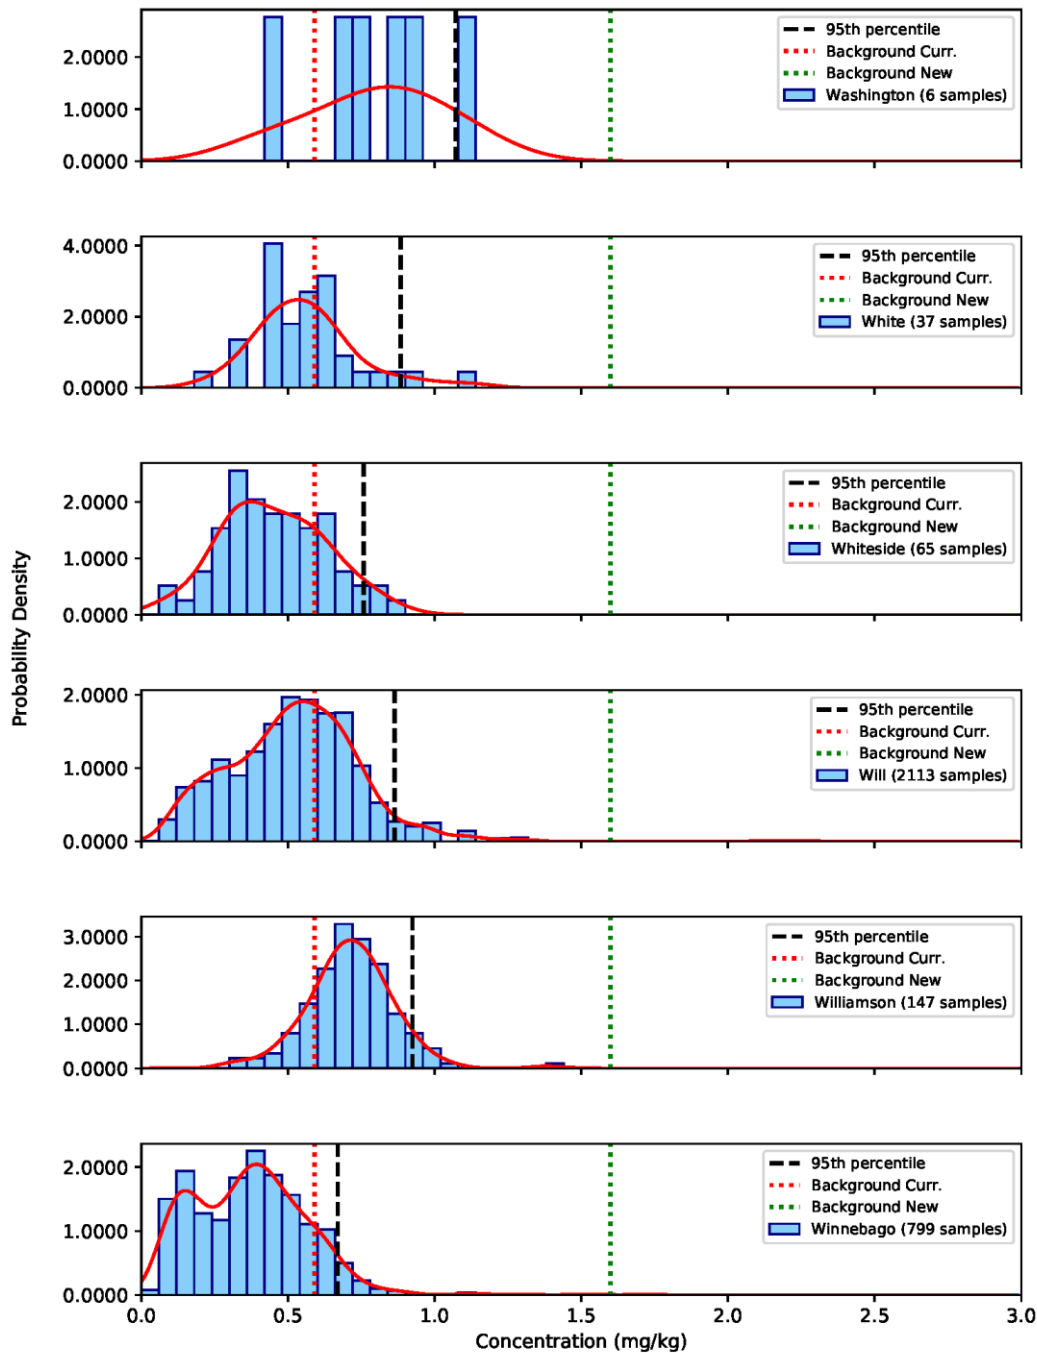 2.0000
1.0000
0.0000
95th percentile
Background Curr.
Background New
Washington (6 samples)
4.0000
2.0000
0.0000
95th percentile
Background Curr.
Background New
White (37 samples)
2.0000
1.0000
0.0000
95th percentile
Background Curr.
Background New
Whiteside (65 samples)
Probability Density
2.0000
1.0000
0.0000
95th percentile
Background Curr.
Background New
Will (2113 samples)
3.0000
2.0000
1.0000
0.0000
95th percentile
Background Curr.
Background New
Williamson (147 samples)
2.0000
1.0000
0.0000
95th percentile
Background Curr.
Background New
Winnebago (799 samples)
0.0 0.5 1.0 1.5 2.0 2.5 3.0
Concentration (mg/kg)